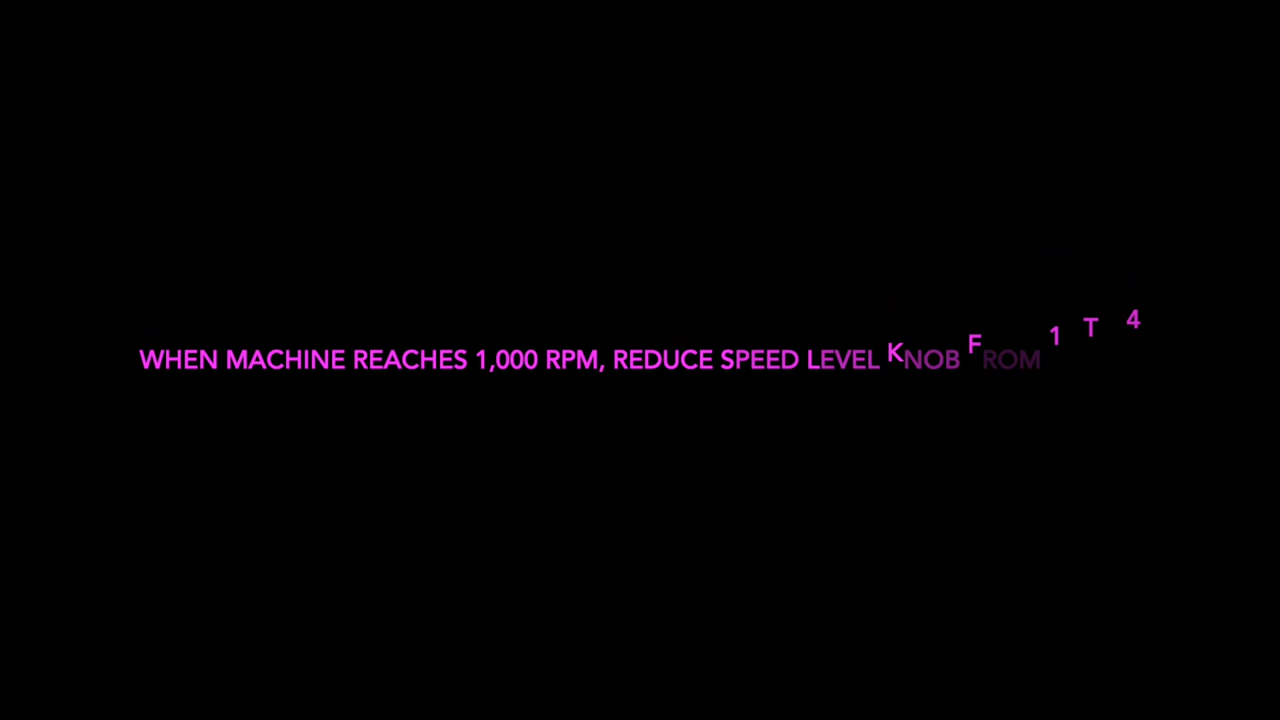 WHEN MACHINE REACHES 1,000 RPM, REDUCE SPEED LEVEL KNOB FROM 1 T 4